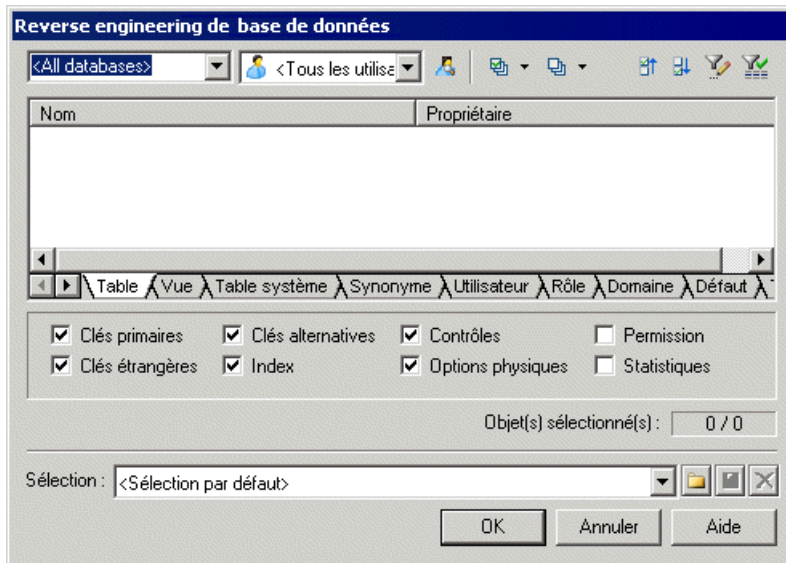 Reverse engineering de base de données
<All databases> <Tous les utilisa
Nom Propriétaire
Table Vue Table système Synonyme Utilisateur Rôle Domaine Défaut
Clés primaires Clés alternatives Contrôles Permission
Clés étrangères Index Options physiques Statistiques
Objet(s) sélectionné(s) : 0 / 0
Sélection : <Sélection par défaut>
OK Annuler Aide